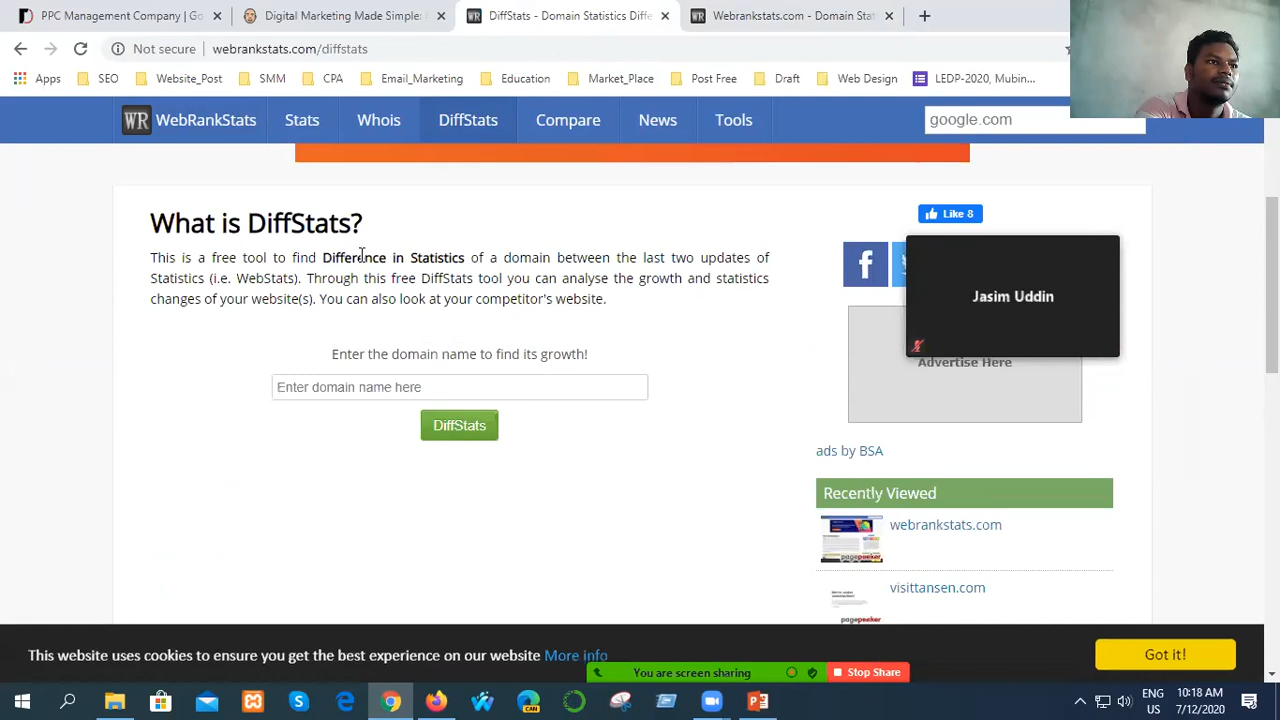 PPC Management Company | Go
Digital Marketing Made Simple:
DiffStats - Domain Statistics Diffe
Webrankstats.com - Domain Stat
Not secure webrankstats.com/diffstats
Apps SEO Website_Post SMM CPA Email_Marketing Education Market_Place Post Free Draft Web Design LEDP-2020, Mubin...
WR WebRankStats Stats Whois DiffStats Compare News Tools google.com
What is DiffStats?
This is a free tool to find Difference in Statistics of a domain between the last two updates of
Statistics (i.e. WebStats). Through this free DiffStats tool you can analyse the growth and statistics
changes of your website(s). You can also look at your competitor's website.
Enter the domain name to find its growth!
Enter domain name here
DiffStats
Like 8
Jasim Uddin
Advertise Here
ads by BSA
Recently Viewed
webrankstats.com
pagepeeker
visittansen.com
pagepeeker
This website uses cookies to ensure you get the best experience on our website More info
Got it!
You are screen sharing Stop Share
CAN
ENG
US
10:18 AM
7/12/2020